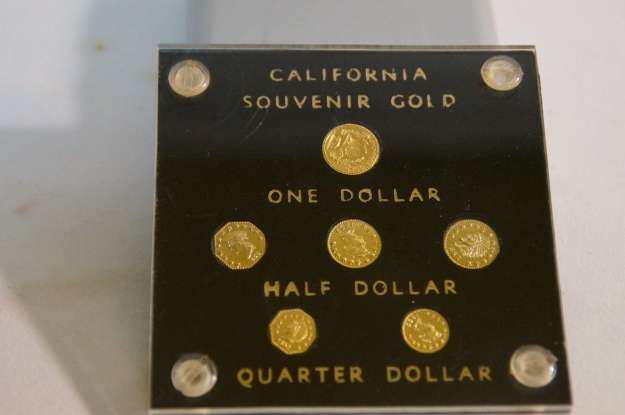 CALIFORNIA
SOUVENIR GOLD
ONE DOLLAR
HALF DOLLAR
QUARTER DOLLAR